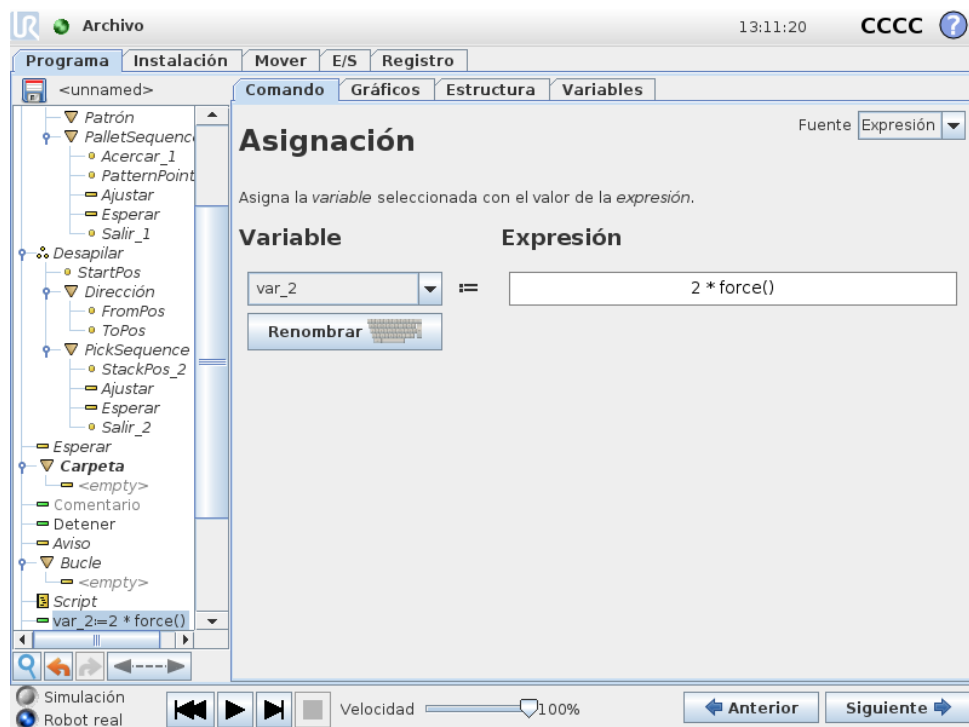 UR Archivo 13:11:20 CCCC ?
Programa Instalación Mover E/S Registro
<unnamed> Comando Gráficos Estructura Variables
Patrón
PalletSequenc
Acercar_1
PatternPoint
Ajustar
Esperar
Salir_1
Desapilar
StartPos
Dirección
FromPos
ToPos
PickSequence
StackPos_2
Ajustar
Esperar
Salir_2
Esperar
Carpeta
<empty>
Comentario
Detener
Aviso
Bucle
<empty>
Script
var_2:=2 * force()
Fuente Expresión
Asignación
Asigna la variable seleccionada con el valor de la expresión.
Variable Expresión
var_2 := 2 * force()
Renombrar
Simulación
Robot real
Velocidad 100%
Anterior Siguiente